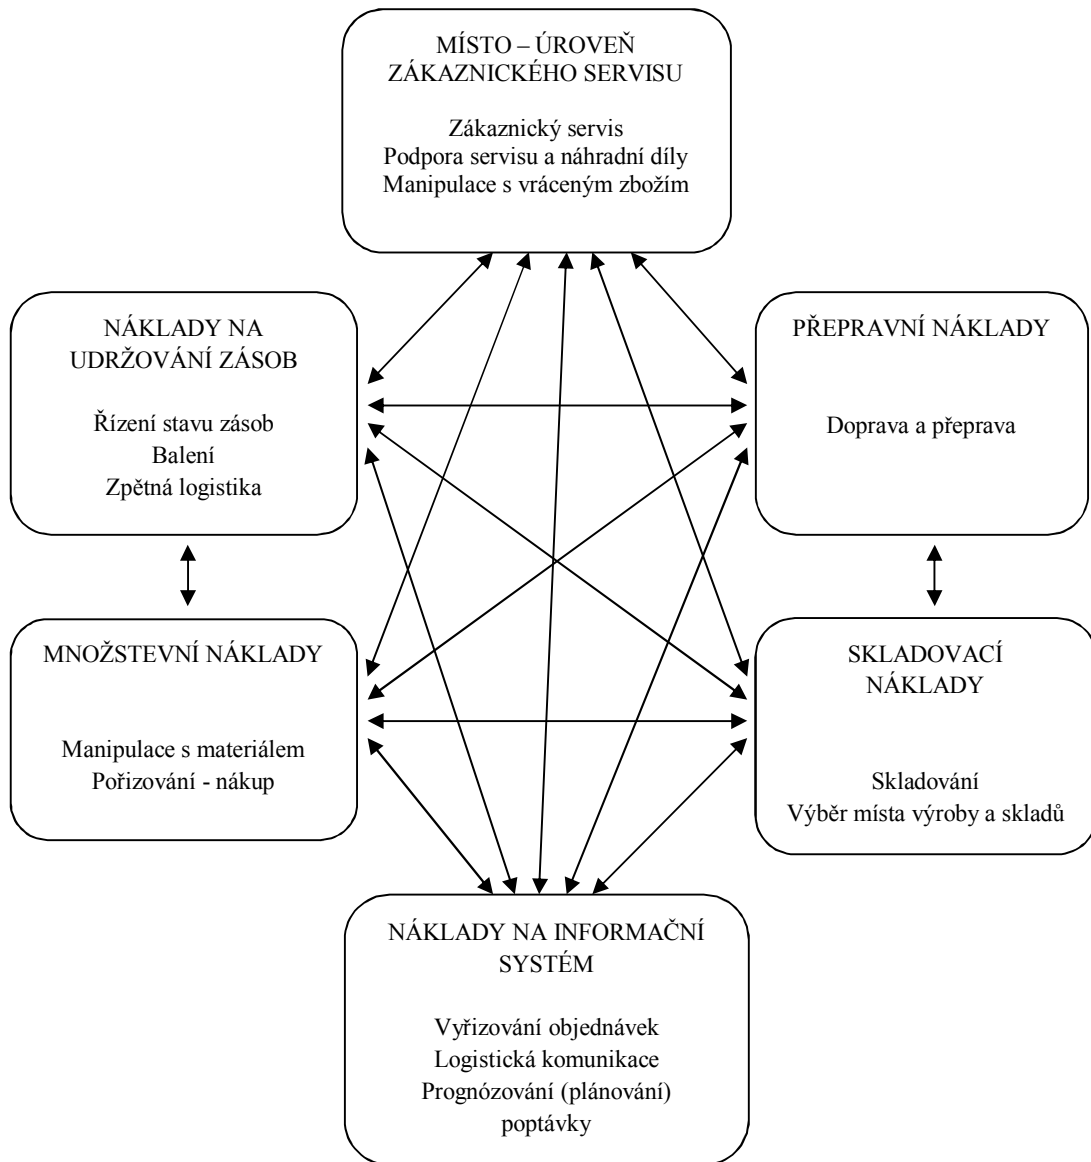 MÍSTO – ÚROVEŇ
ZÁKAZNICKÉHO SERVISU
Zákaznický servis
Podpora servisu a náhradní díly
Manipulace s vráceným zbožím
NÁKLADY NA
UDRŽOVÁNÍ ZÁSOB
Řízení stavu zásob
Balení
Zpětná logistika
PŘEPRAVNÍ NÁKLADY
Doprava a přeprava
MNOŽSTEVNÍ NÁKLADY
Manipulace s materiálem
Pořizování - nákup
SKLADOVACÍ
NÁKLADY
Skladování
Výběr místa výroby a skladů
NÁKLADY NA INFORMAČNÍ
SYSTÉM
Vyřizování objednávek
Logistická komunikace
Prognózování (plánování)
poptávky